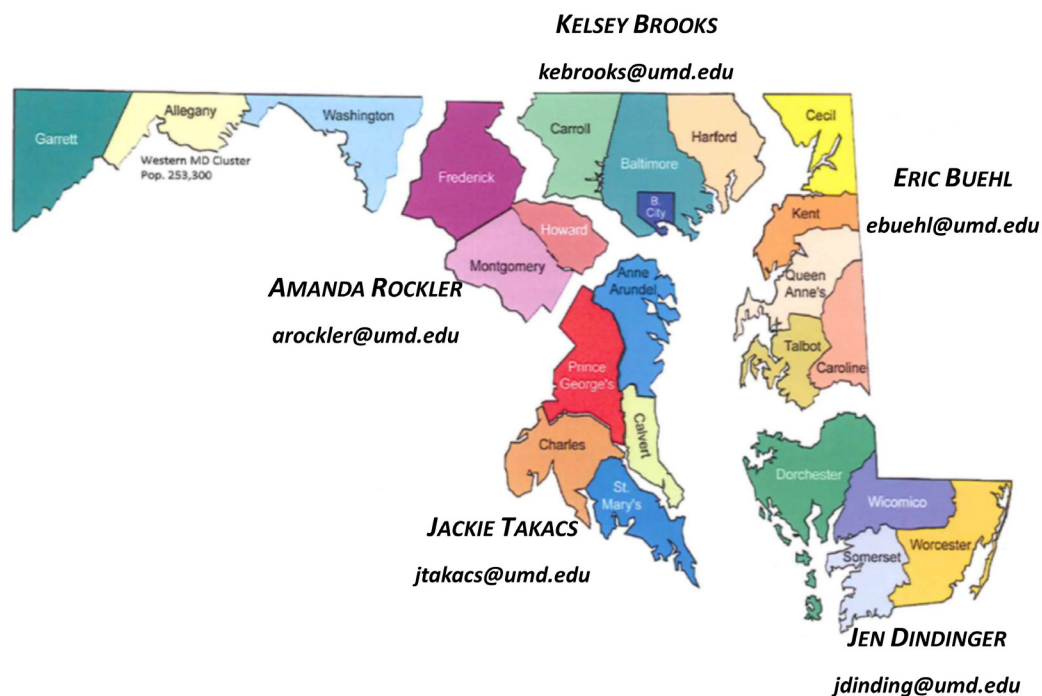 KELSEY BROOKS
kebrooks@umd.edu
Garrett
Allegany
Washington
Western MD Cluster
Pop. 253,300
Frederick
Carroll
Baltimore
Harford
B.
City
Cecil
ERIC BUEHL
ebuehl@umd.edu
Kent
Howard
Montgomery
Queen
Anne's
Talbot
Caroline
AMANDA ROCKLER
arockler@umd.edu
Anne
Arundel
Prince
George's
Charles
Calvert
St.
Mary's
JACKIE TAKACS
jtakacs@umd.edu
Dorchester
Wicomico
Somerset
Worcester
JEN DINDINGER
jdinding@umd.edu